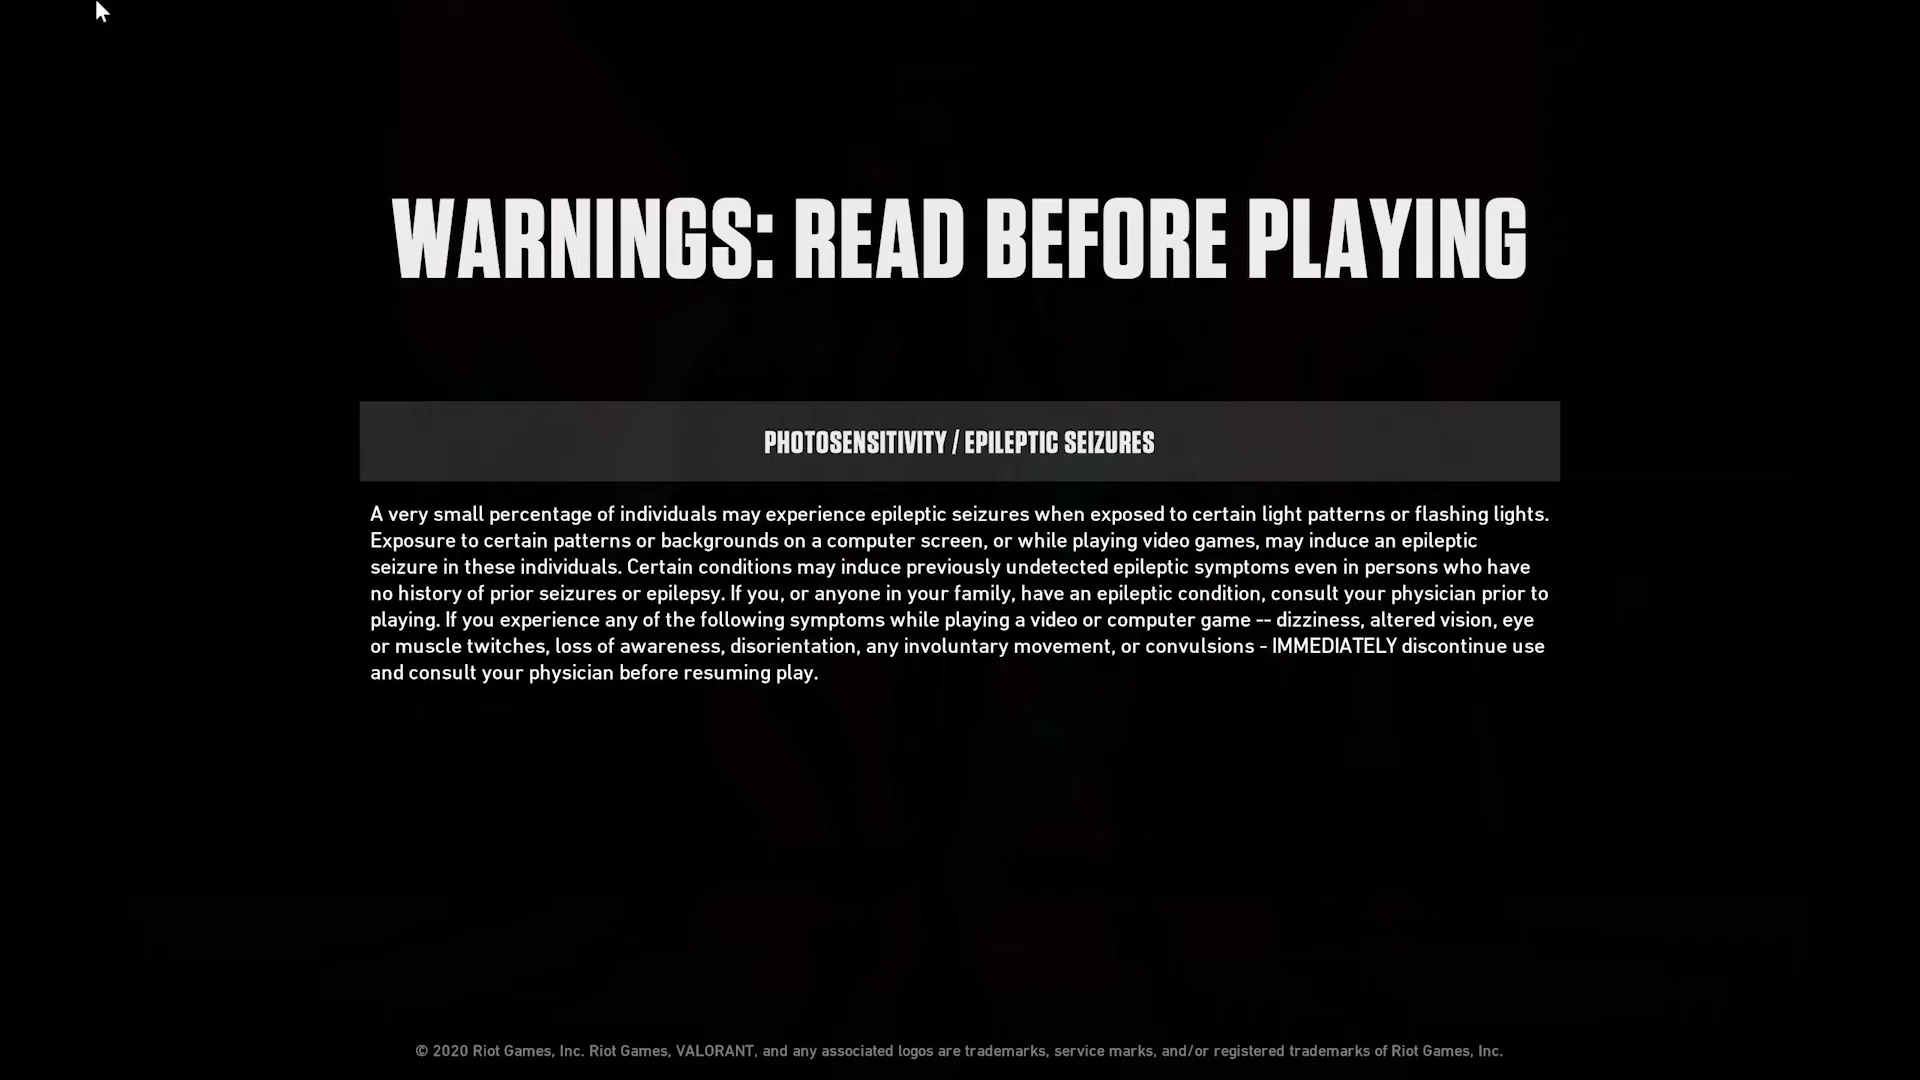 WARNINGS: READ BEFORE PLAYING
PHOTOSENSITIVITY / EPILEPTIC SEIZURES
A very small percentage of individuals may experience epileptic seizures when exposed to certain light patterns or flashing lights.
Exposure to certain patterns or backgrounds on a computer screen, or while playing video games, may induce an epileptic
seizure in these individuals. Certain conditions may induce previously undetected epileptic symptoms even in persons who have
no history of prior seizures or epilepsy. If you, or anyone in your family, have an epileptic condition, consult your physician prior to
playing. If you experience any of the following symptoms while playing a video or computer game -- dizziness, altered vision, eye
or muscle twitches, loss of awareness, disorientation, any involuntary movement, or convulsions - IMMEDIATELY discontinue use
and consult your physician before resuming play.
© 2020 Riot Games, Inc. Riot Games, VALORANT, and any associated logos are trademarks, service marks, and/or registered trademarks of Riot Games, Inc.